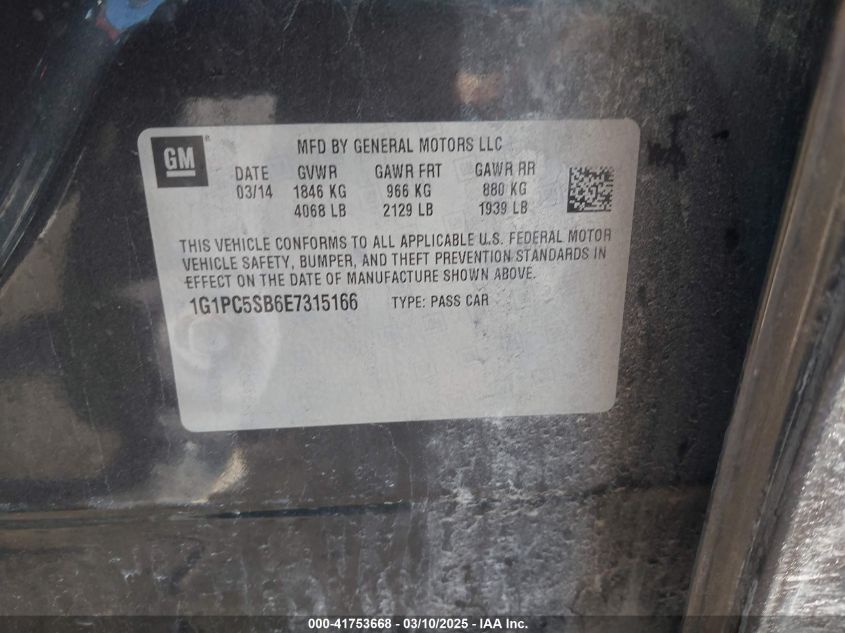 GM
MFD BY GENERAL MOTORS LLC
DATE GVWR GAWR FRT GAWR RR
03/14 1846 KG 966 KG 880 KG
4068 LB 2129 LB 1939 LB
THIS VEHICLE CONFORMS TO ALL APPLICABLE U.S. FEDERAL MOTOR
VEHICLE SAFETY, BUMPER, AND THEFT PREVENTION STANDARDS IN
EFFECT ON THE DATE OF MANUFACTURE SHOWN ABOVE.
1G1PC5SB6E7315166 TYPE: PASS CAR
000-41753668 - 03/10/2025 - IAA Inc.